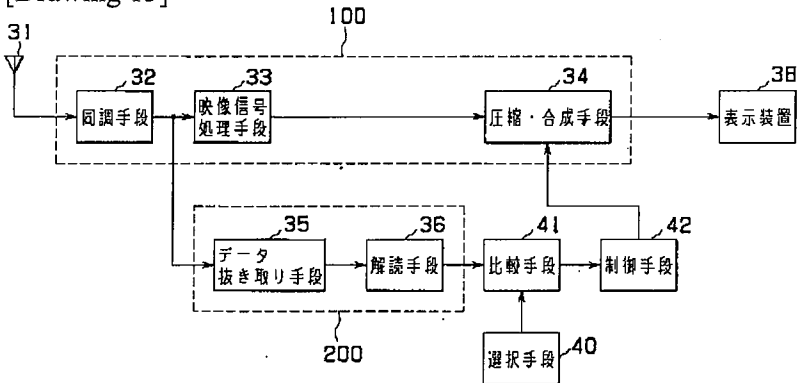 100
31
32
同調手段
33
映像信号
処理手段
34
圧縮・合成手段
38
表示装置
35
データ
抜き取り手段
36
解読手段
41
比較手段
42
制御手段
200
選択手段
40